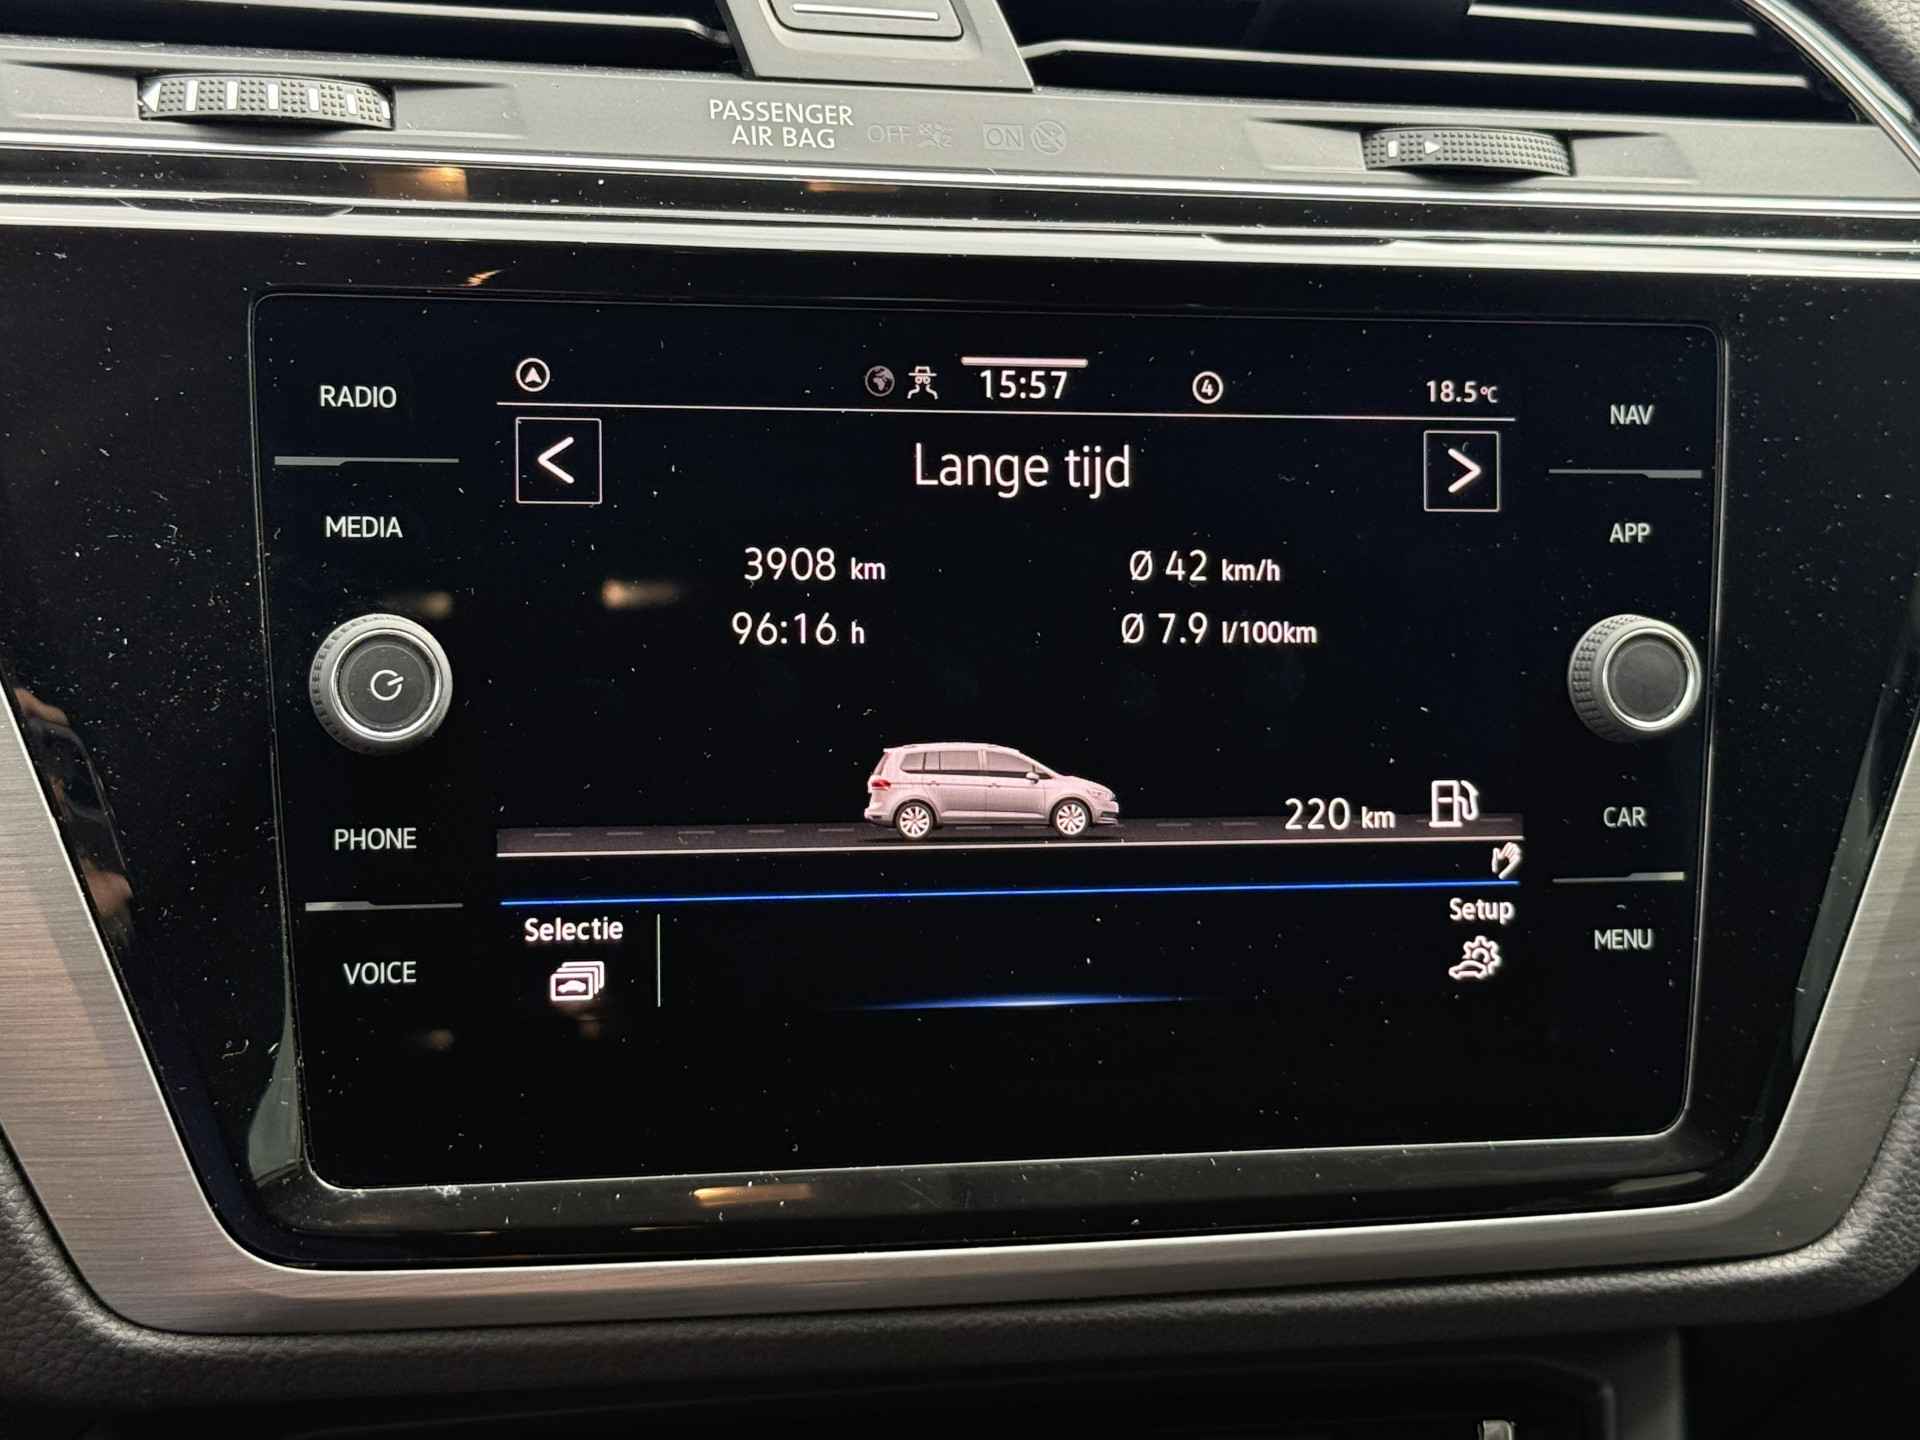 PASSENGER
AIR BAG OFF ON
RADIO
MEDIA
PHONE
VOICE
15:57 4 18.5°C
< Lange tijd >
3908 km Ø 42 km/h
96:16 h Ø 7.9 l/100km
220 km
Selectie
Setup
NAV
APP
CAR
MENU